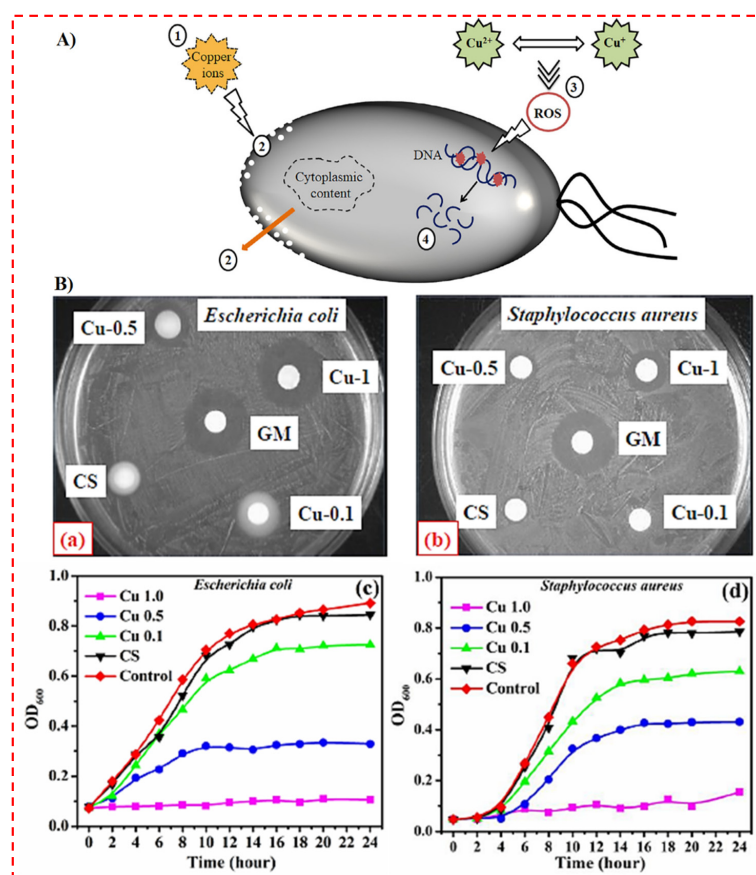 A)
1
Copper
ions
Cu²⁺
Cu⁺
3
ROS
2
DNA
Cytoplasmic
content
4
2
B)
Escherichia coli
Cu-0.5
Cu-1
GM
CS
Cu-0.1
(a)
Staphylococcus aureus
Cu-0.5
Cu-1
GM
CS
Cu-0.1
(b)
Escherichia coli
(c)
Cu 1.0
Cu 0.5
Cu 0.1
CS
Control
OD₆₀₀
1.0
0.8
0.6
0.4
0.2
0.0
0 2 4 6 8 10 12 14 16 18 20 22 24
Time (hour)
Staphylococcus aureus
(d)
Cu 1.0
Cu 0.5
Cu 0.1
CS
Control
OD₆₀₀
1.0
0.8
0.6
0.4
0.2
0.0
0 2 4 6 8 10 12 14 16 18 20 22 24
Time (hour)